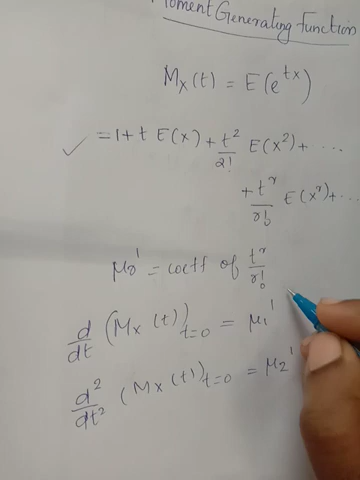 Moment Generating Function
Mx(t) = E(e^tx)
✓ = 1 + t E(x) + t²/2! E(x²) + ...
+ t^r/r! E(x^r) + ...
μr' = coeff of t^r/r!
d/dt (Mx (t))t=0 = μ1'
d²/dt² (Mx (t))t=0 = μ2'